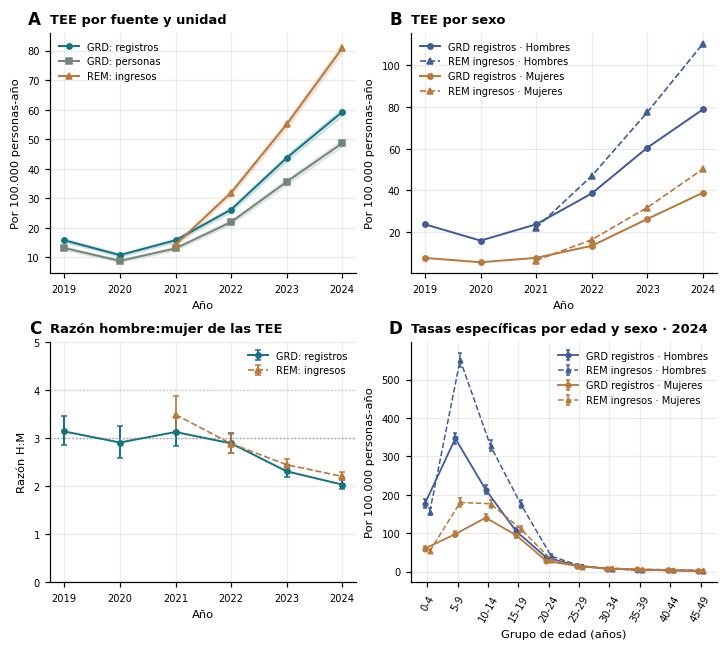 A TEE por fuente y unidad
GRD: registros
GRD: personas
REM: ingresos
Por 100.000 personas-año
80
70
60
50
40
30
20
10
2019 2020 2021 2022 2023 2024
Año
B TEE por sexo
GRD registros · Hombres
REM ingresos · Hombres
GRD registros · Mujeres
REM ingresos · Mujeres
Por 100.000 personas-año
100
80
60
40
20
2019 2020 2021 2022 2023 2024
Año
C Razón hombre:mujer de las TEE
GRD: registros
REM: ingresos
Razón H:M
5
4
3
2
1
0
2019 2020 2021 2022 2023 2024
Año
D Tasas específicas por edad y sexo · 2024
GRD registros · Hombres
REM ingresos · Hombres
GRD registros · Mujeres
REM ingresos · Mujeres
Por 100.000 personas-año
500
400
300
200
100
0
0-4 5-9 10-14 15-19 20-24 25-29 30-34 35-39 40-44 45-49
Grupo de edad (años)